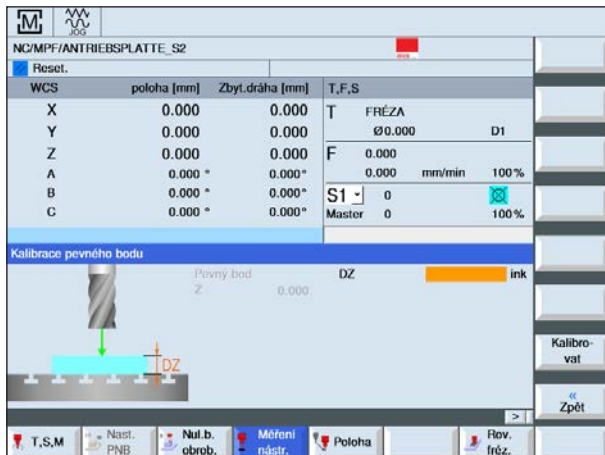 M
JOG
NC/MPF/ANTRIEBSPLATTE_S2
Reset.
WCS poloha [mm] Zbyt.dráha [mm] T,F,S
X 0.000 0.000 T FRÉZA
Y 0.000 0.000 Ø0.000 D1
Z 0.000 0.000 F 0.000
A 0.000 ° 0.000° 0.000 mm/min 100%
B 0.000 ° 0.000° S1 0
C 0.000 ° 0.000° Master 0 100%
Kalibrace pevného bodu
Pevný bod DZ ink
Z 0.000
DZ
Kalibro-
vat
«
Zpět
>
T,S,M Nast. PNB Nul.b. obrob. Měření nástr. Poloha Rov. fréz.